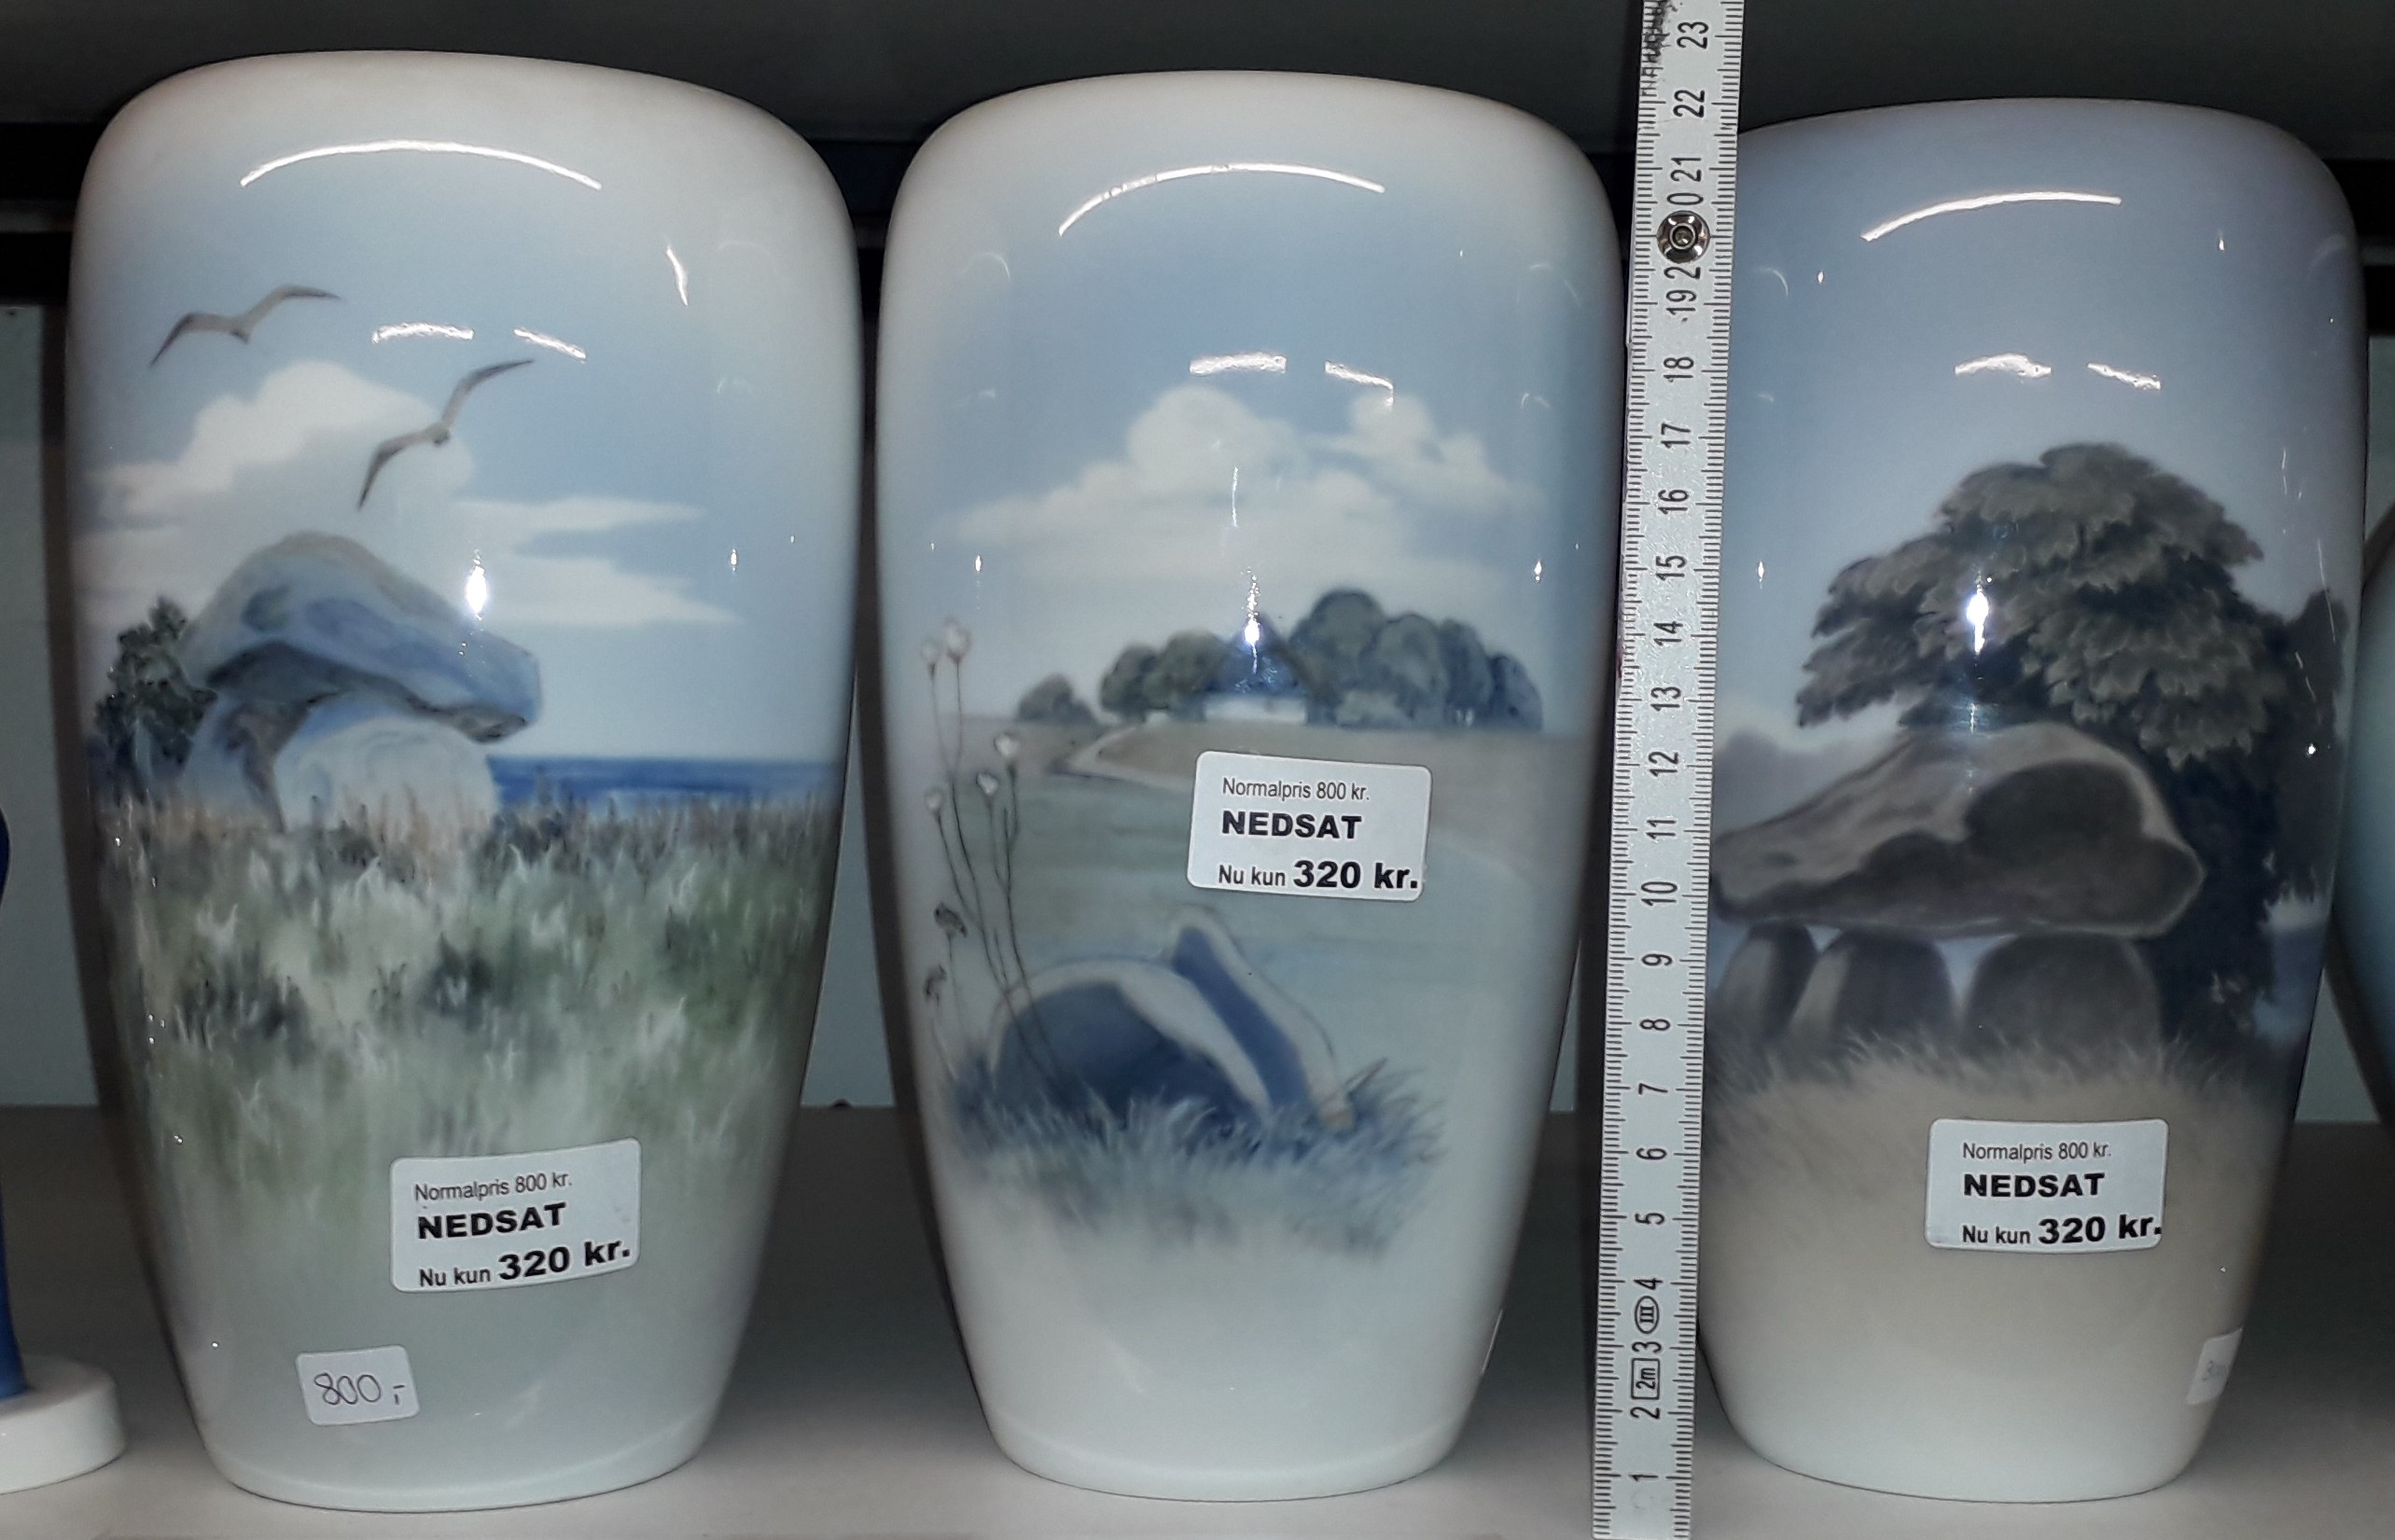 Normalpris 800 kr.
NEDSAT
Nu kun 320 kr.
800,-
Normalpris 800 kr.
NEDSAT
Nu kun 320 kr.
23
22
21
20
19
18
17
16
15
14
13
12
11
10
9
8
7
6
5
4
III
3
2m
2
1
Normalpris 800 kr.
NEDSAT
Nu kun 320 kr.